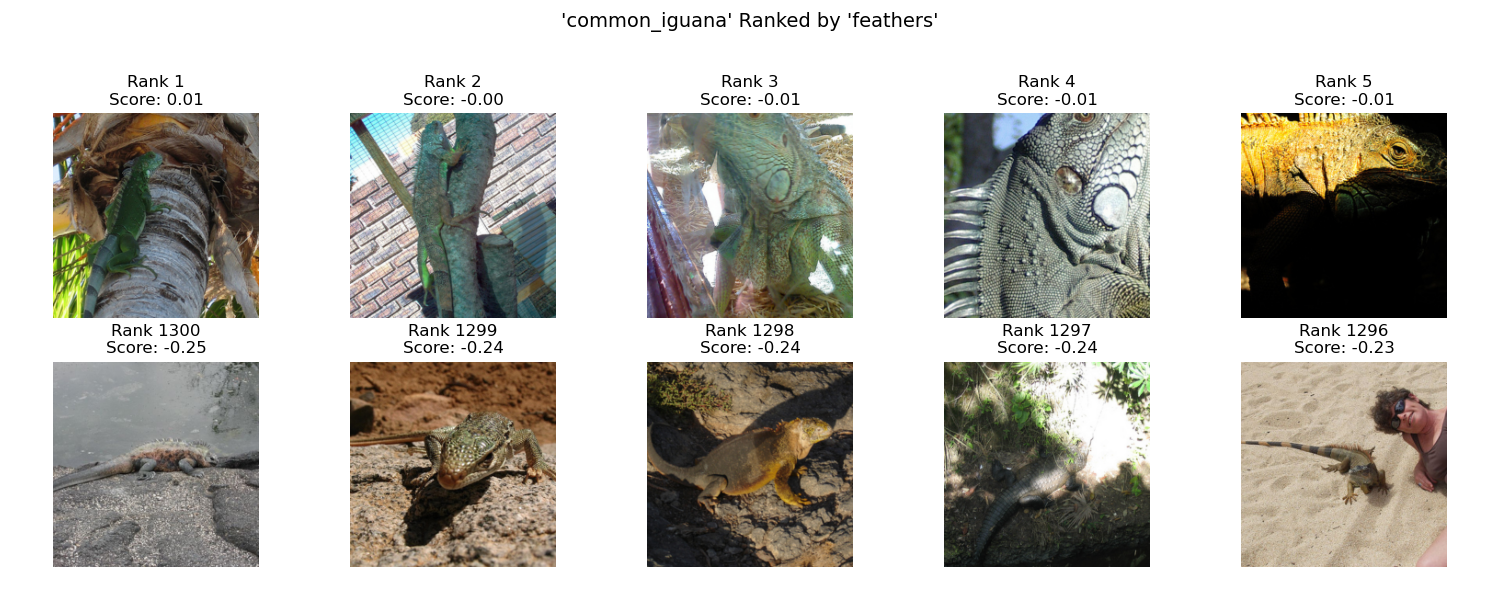 'common_iguana' Ranked by 'feathers'
Rank 1
Score: 0.01
Rank 2
Score: -0.00
Rank 3
Score: -0.01
Rank 4
Score: -0.01
Rank 5
Score: -0.01
Rank 1300
Score: -0.25
Rank 1299
Score: -0.24
Rank 1298
Score: -0.24
Rank 1297
Score: -0.24
Rank 1296
Score: -0.23